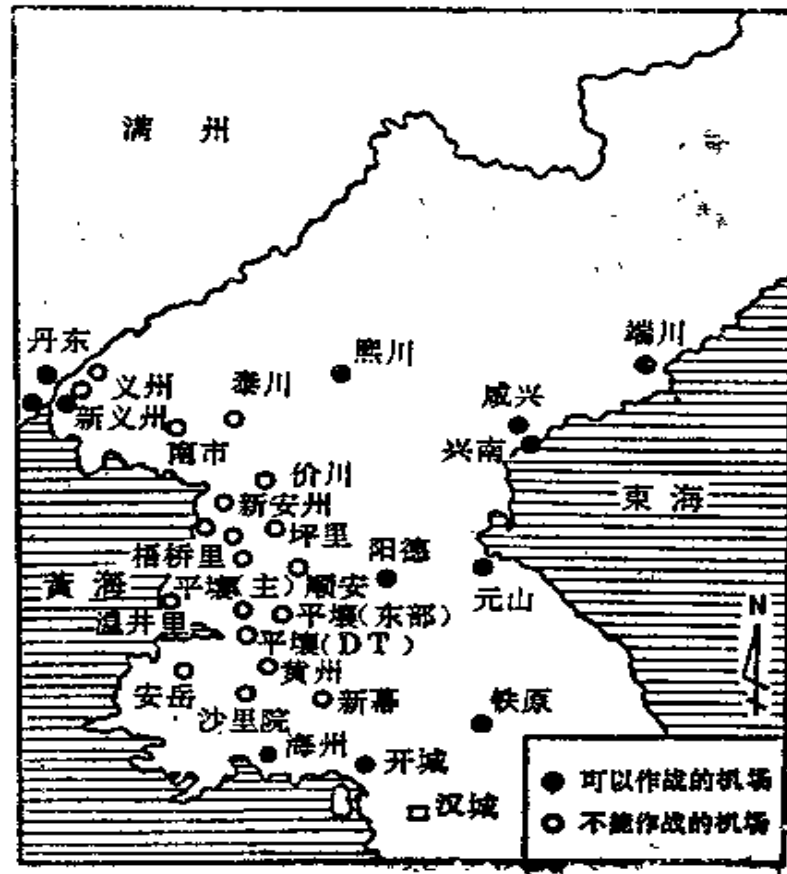 满 州
丹东
熙川
端川
义州
泰川
新义州
咸兴
南市
兴南
价川
新安州
東 海
坪里
梧桥里
阳德
黄 海
平壤(主)
顺安
元山
温井里
平壤(东部)
平壤(DT)
N
黄州
安岳
新幕
沙里院
铁原
海州
开城
汉城
可以作战的机场
不能作战的机场